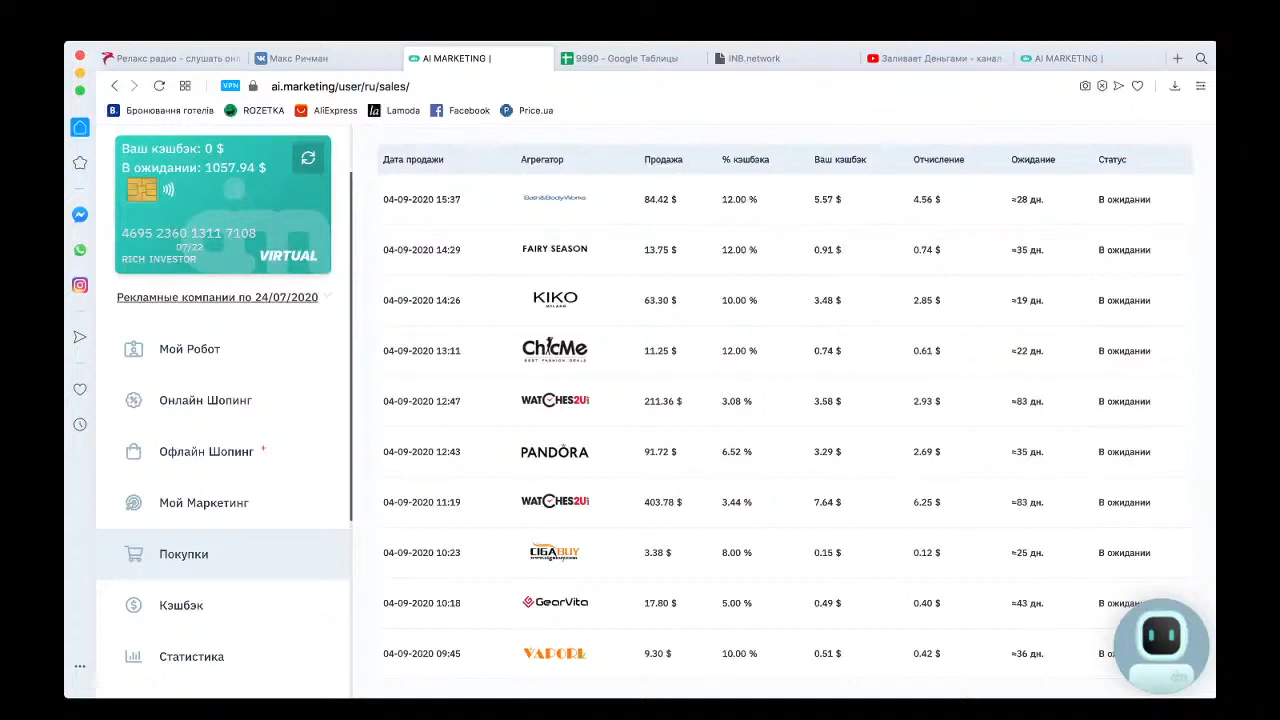 Релакс радио - слушать онл
Макс Ричман
AI MARKETING |
9990 - Google Таблицы
INB.network
Заливает Деньгами - канал
AI MARKETING |
VPN
ai.marketing/user/ru/sales/
Бронювання готелів
ROZETKA
AliExpress
Lamoda
Facebook
Price.ua
Ваш кэшбэк: 0 $
В ожидании: 1057.94 $
4695 2360 1311 7108
07/22
RICH INVESTOR
VIRTUAL
Рекламные компании по 24/07/2020
Мой Робот
Онлайн Шопинг
Офлайн Шопинг +
Мой Маркетинг
Покупки
Кэшбэк
Статистика
Дата продажи Агрегатор Продажа % кэшбэка Ваш кэшбэк Отчисление Ожидание Статус
04-09-2020 15:37 Bath&BodyWorks 84.42 $ 12.00 % 5.57 $ 4.56 $ ≈28 дн. В ожидании
04-09-2020 14:29 FAIRY SEASON 13.75 $ 12.00 % 0.91 $ 0.74 $ ≈35 дн. В ожидании
04-09-2020 14:26 KIKO MILANO 63.30 $ 10.00 % 3.48 $ 2.85 $ ≈19 дн. В ожидании
04-09-2020 13:11 ChicMe BEST FASHION DEALS 11.25 $ 12.00 % 0.74 $ 0.61 $ ≈22 дн. В ожидании
04-09-2020 12:47 WATCHES2U 211.36 $ 3.08 % 3.58 $ 2.93 $ ≈83 дн. В ожидании
04-09-2020 12:43 PANDÖRA 91.72 $ 6.52 % 3.29 $ 2.69 $ ≈35 дн. В ожидании
04-09-2020 11:19 WATCHES2U 403.78 $ 3.44 % 7.64 $ 6.25 $ ≈83 дн. В ожидании
04-09-2020 10:23 CIGABUY www.cigabuy.com 3.38 $ 8.00 % 0.15 $ 0.12 $ ≈25 дн. В ожидании
04-09-2020 10:18 GearVita 17.80 $ 5.00 % 0.49 $ 0.40 $ ≈43 дн. В ожидан
04-09-2020 09:45 VAPORL 9.30 $ 10.00 % 0.51 $ 0.42 $ ≈36 дн. В о